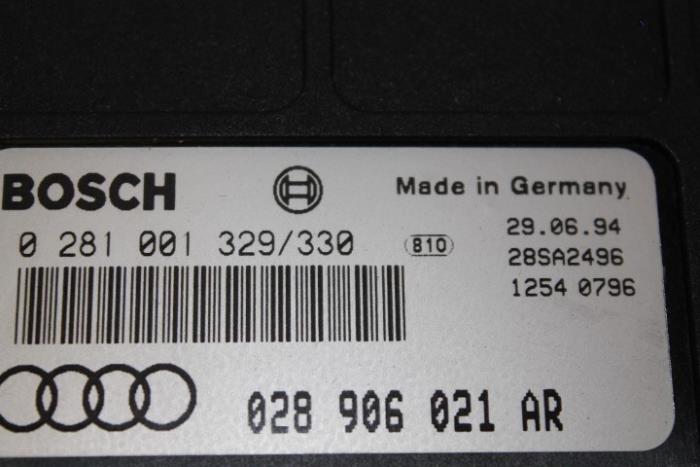 BOSCH
Made in Germany
0 281 001 329/330
810
29.06.94
28SA2496
1254 0796
028 906 021 AR